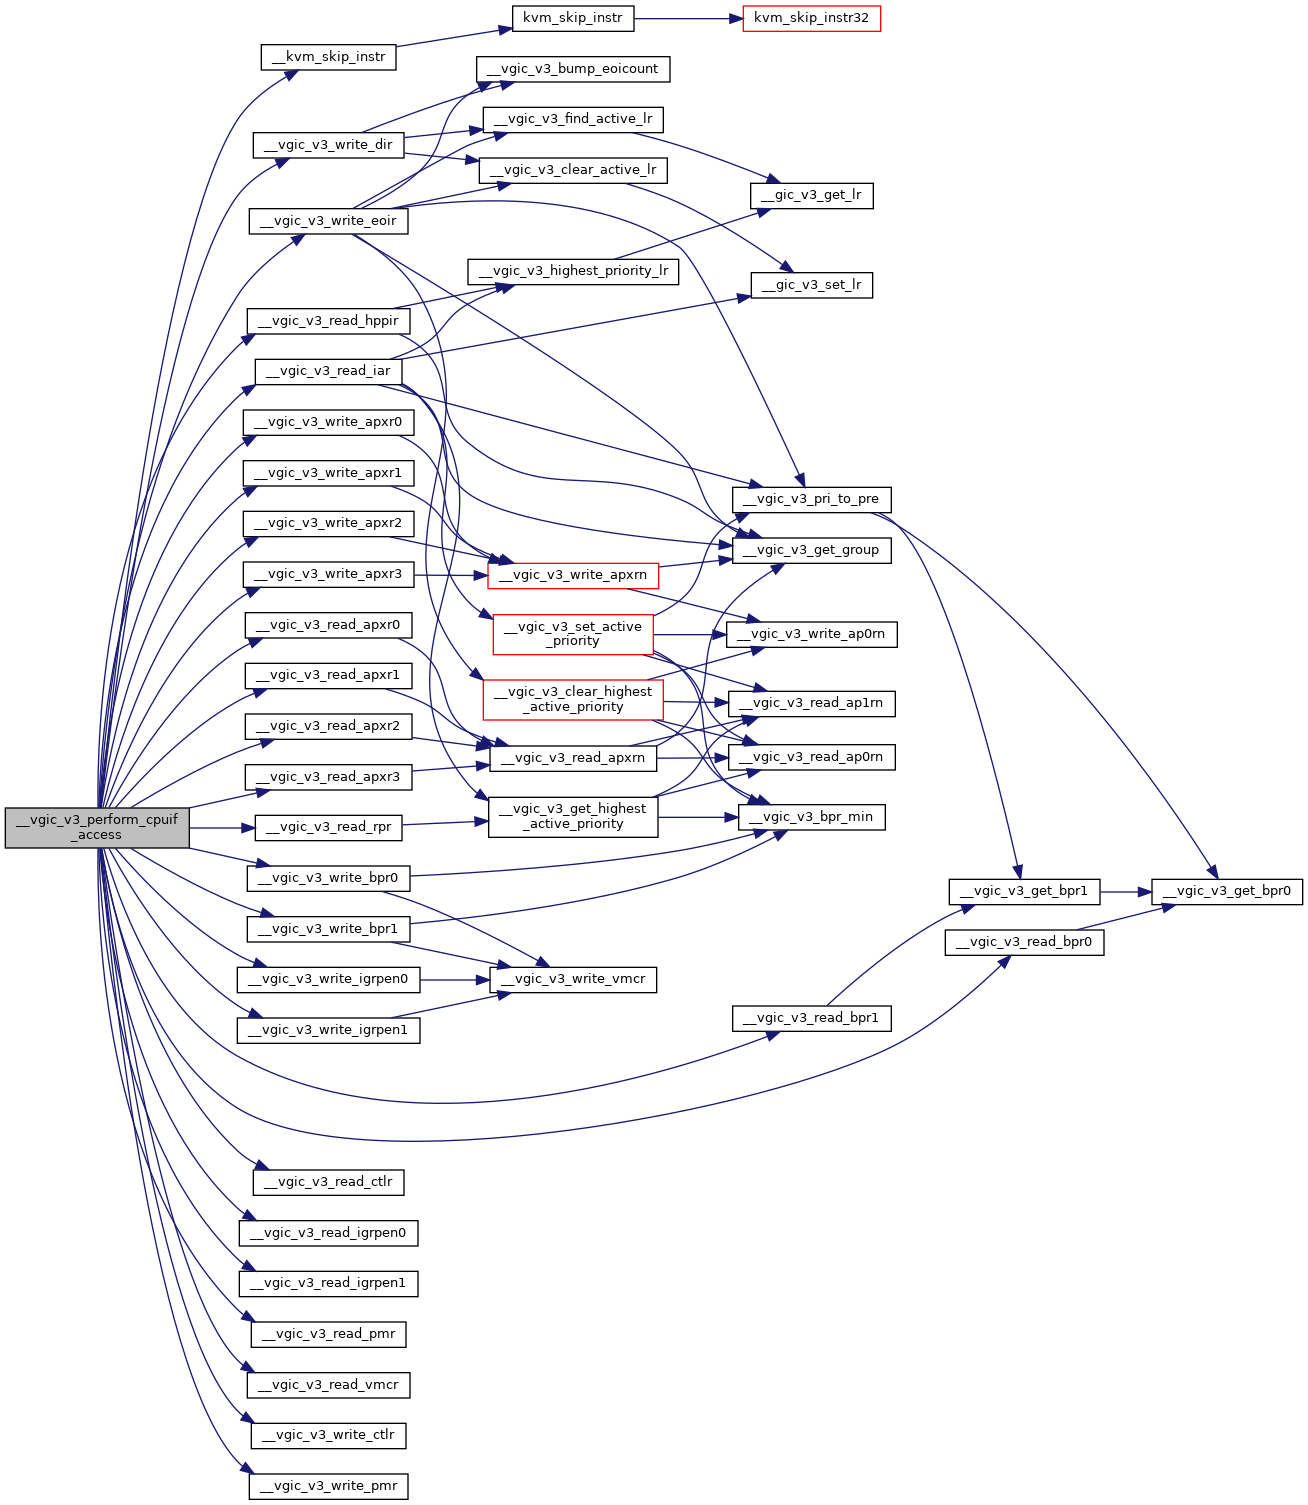 kvm_skip_instr
kvm_skip_instr32
__kvm_skip_instr
__vgic_v3_bump_eoicount
__vgic_v3_find_active_lr
__vgic_v3_write_dir
__vgic_v3_clear_active_lr
__gic_v3_get_lr
__vgic_v3_write_eoir
__vgic_v3_highest_priority_lr
__gic_v3_set_lr
__vgic_v3_read_hppir
__vgic_v3_read_iar
__vgic_v3_write_apxr0
__vgic_v3_write_apxr1
__vgic_v3_pri_to_pre
__vgic_v3_write_apxr2
__vgic_v3_get_group
__vgic_v3_write_apxr3
__vgic_v3_write_apxrn
__vgic_v3_read_apxr0
__vgic_v3_set_active
_priority
__vgic_v3_write_ap0rn
__vgic_v3_read_apxr1
__vgic_v3_clear_highest
_active_priority
__vgic_v3_read_ap1rn
__vgic_v3_read_apxr2
__vgic_v3_read_apxrn
__vgic_v3_read_ap0rn
__vgic_v3_read_apxr3
__vgic_v3_get_highest
_active_priority
__vgic_v3_bpr_min
__vgic_v3_perform_cpuif
_access
__vgic_v3_read_rpr
__vgic_v3_write_bpr0
__vgic_v3_get_bpr1
__vgic_v3_get_bpr0
__vgic_v3_write_bpr1
__vgic_v3_read_bpr0
__vgic_v3_write_igrpen0
__vgic_v3_write_vmcr
__vgic_v3_read_bpr1
__vgic_v3_write_igrpen1
__vgic_v3_read_ctlr
__vgic_v3_read_igrpen0
__vgic_v3_read_igrpen1
__vgic_v3_read_pmr
__vgic_v3_read_vmcr
__vgic_v3_write_ctlr
__vgic_v3_write_pmr